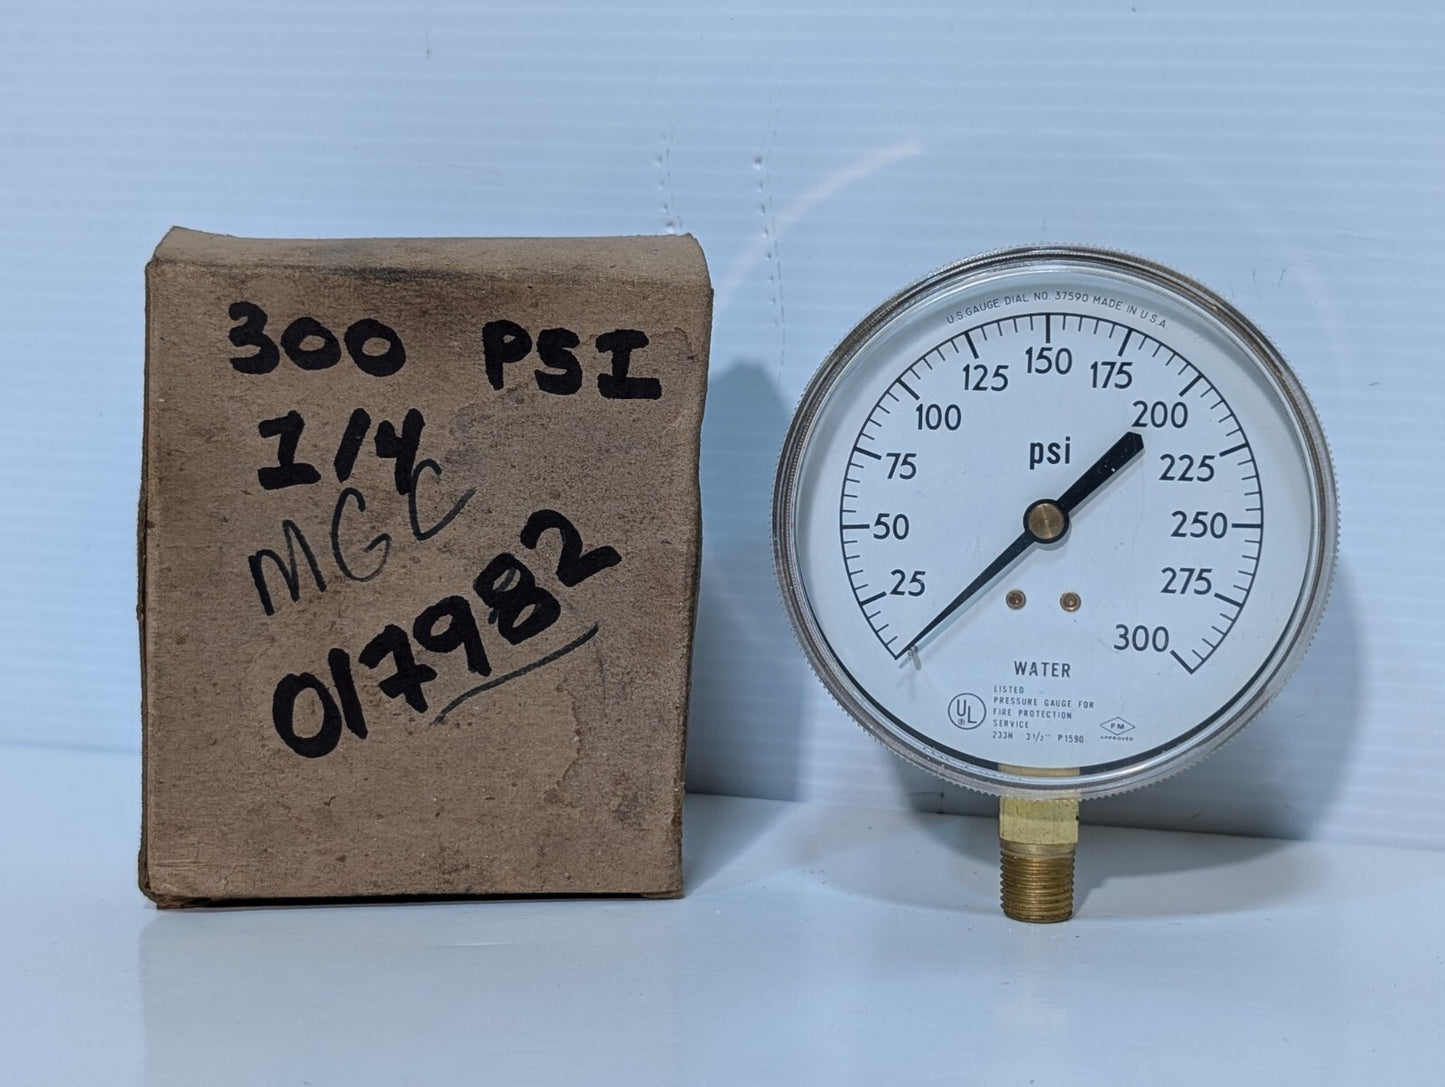 300 PSI
1/4
MGC
017982
U.S. GAUGE DIAL NO. 37590 MADE IN U.S.A.
25
50
75
100
125
150
175
200
225
250
275
300
psi
WATER
UL
®
LISTED
PRESSURE GAUGE FOR
FIRE PROTECTION
SERVICE
233H 3 1/2" P1590
FM
APPROVED